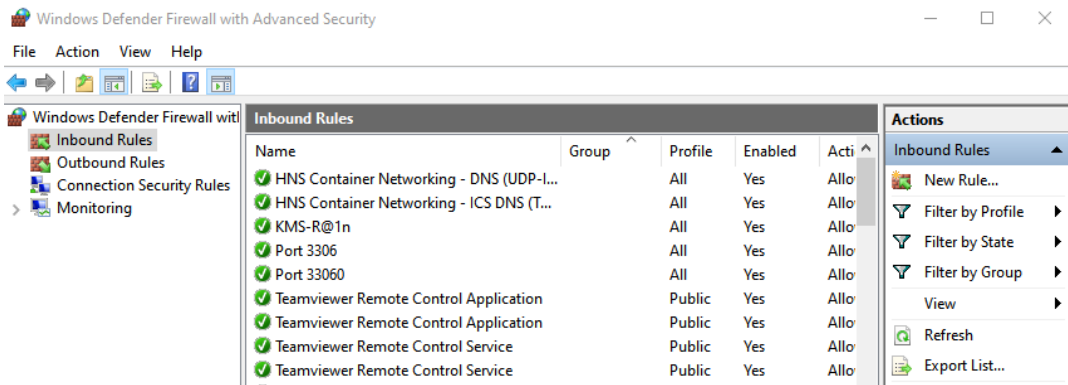 Windows Defender Firewall with Advanced Security
File Action View Help
Windows Defender Firewall witl
Inbound Rules
Outbound Rules
Connection Security Rules
Monitoring
Inbound Rules
Name Group Profile Enabled Acti
HNS Container Networking - DNS (UDP-I... All Yes Allo
HNS Container Networking - ICS DNS (T... All Yes Allo
KMS-R@1n All Yes Allo
Port 3306 All Yes Allo
Port 33060 All Yes Allo
Teamviewer Remote Control Application Public Yes Allo
Teamviewer Remote Control Application Public Yes Allo
Teamviewer Remote Control Service Public Yes Allo
Teamviewer Remote Control Service Public Yes Allo
Actions
Inbound Rules
New Rule...
Filter by Profile
Filter by State
Filter by Group
View
Refresh
Export List...